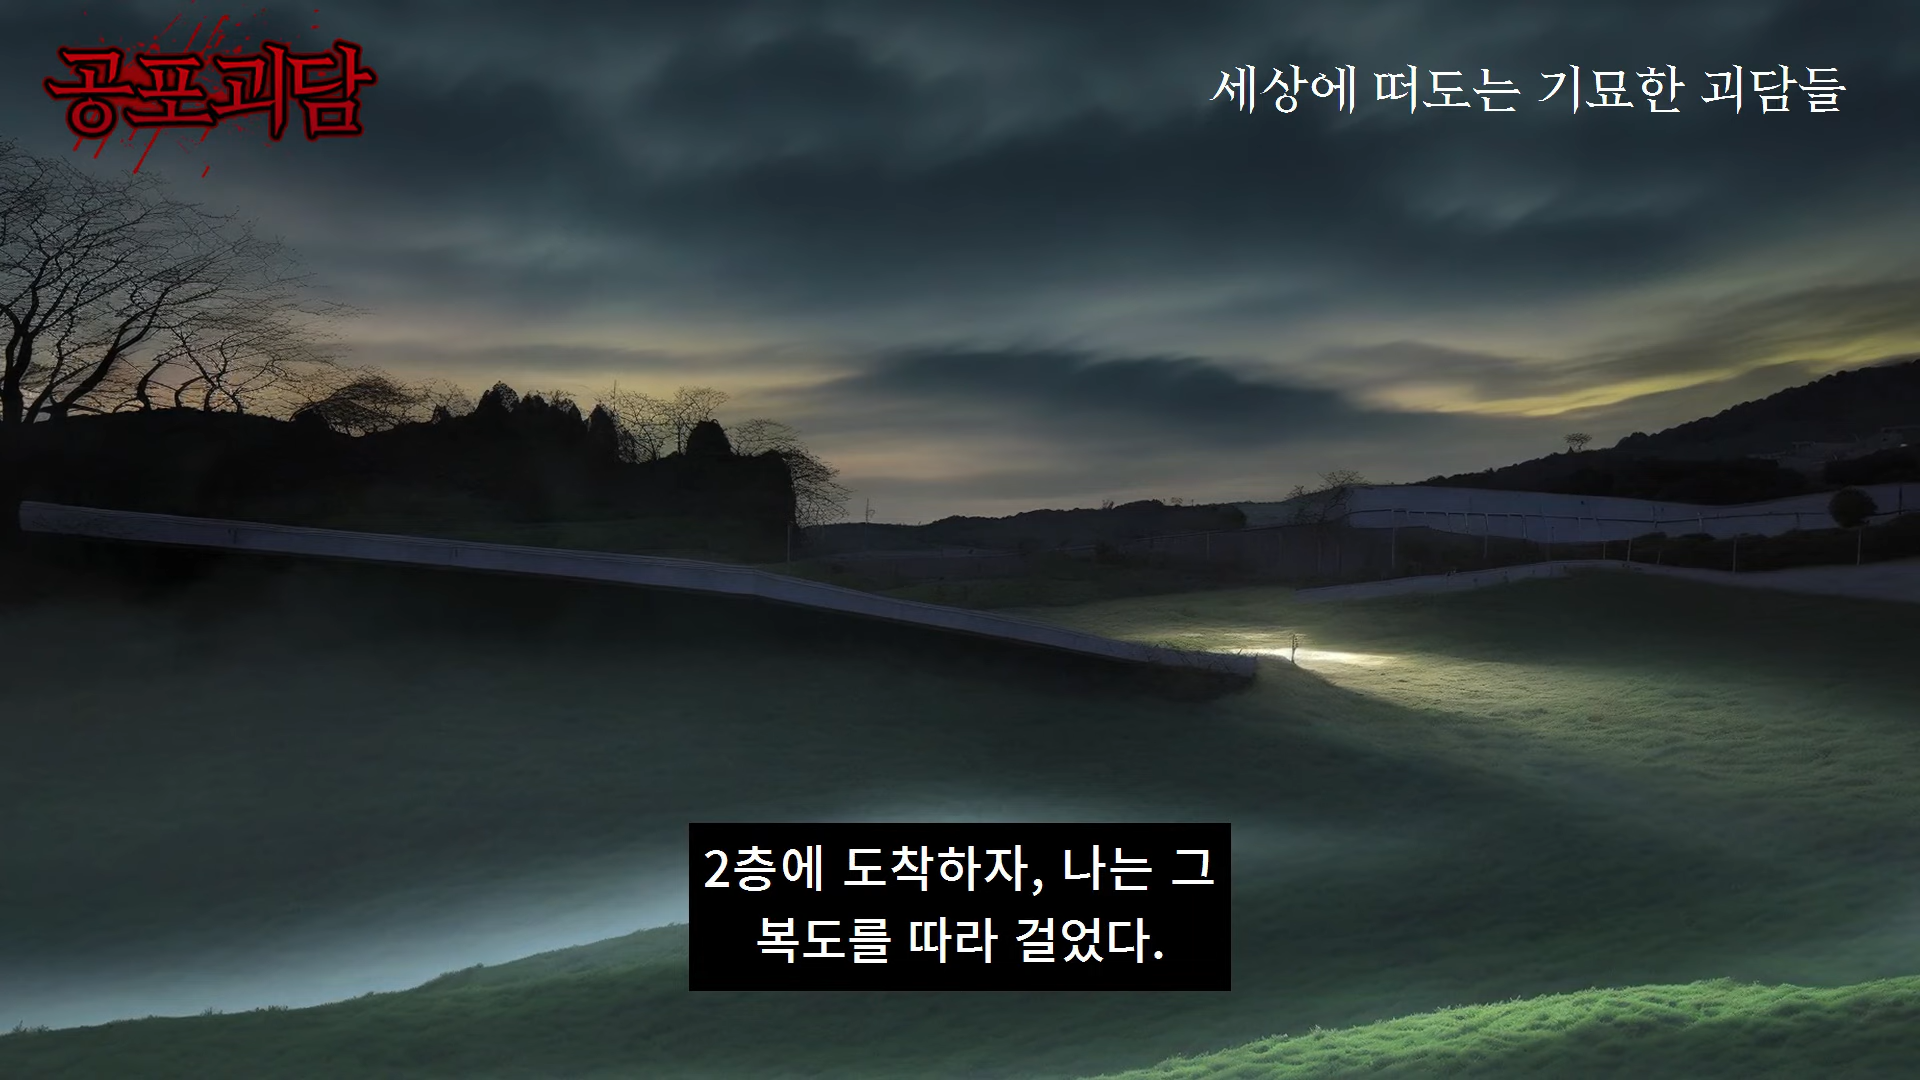 공포괴담
세상에 떠도는 기묘한 괴담들
2층에 도착하자, 나는 그
복도를 따라 걸었다.